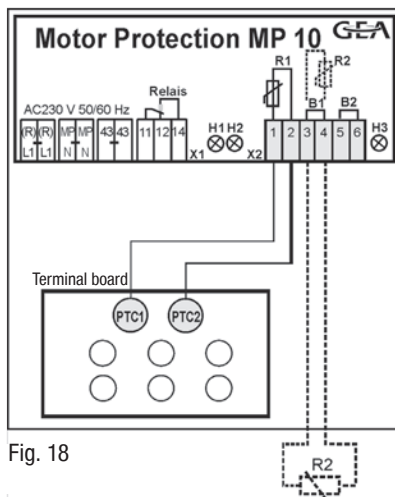 Motor Protection MP 10 GEA
R1 R2
Relais
AC230 V 50/60 Hz
B1 B2
H1 H2 H3
(R) (R) MP MP 43 43 11 12 14 1 2 3 4 5 6
L1 L1 N N X1 X2
Terminal board
PTC1 PTC2
Fig. 18
R2